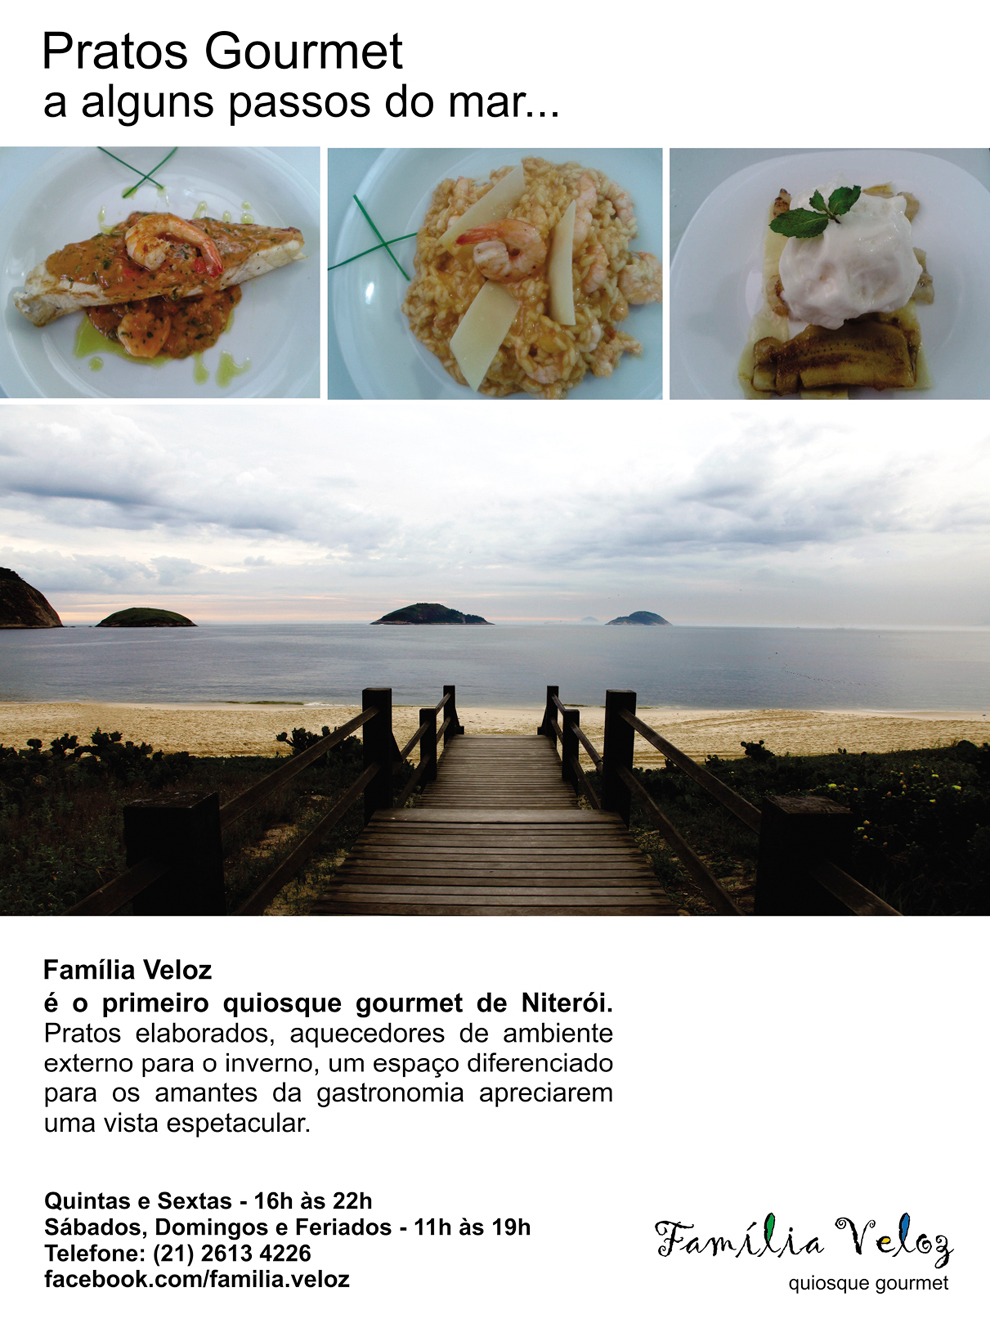 Pratos Gourmet
a alguns passos do mar...
Família Veloz
é o primeiro quiosque gourmet de Niterói.
Pratos elaborados, aquecedores de ambiente
externo para o inverno, um espaço diferenciado
para os amantes da gastronomia apreciarem
uma vista espetacular.
Quintas e Sextas - 16h às 22h
Sábados, Domingos e Feriados - 11h às 19h
Telefone: (21) 2613 4226
facebook.com/familia.veloz
Família Veloz
quiosque gourmet